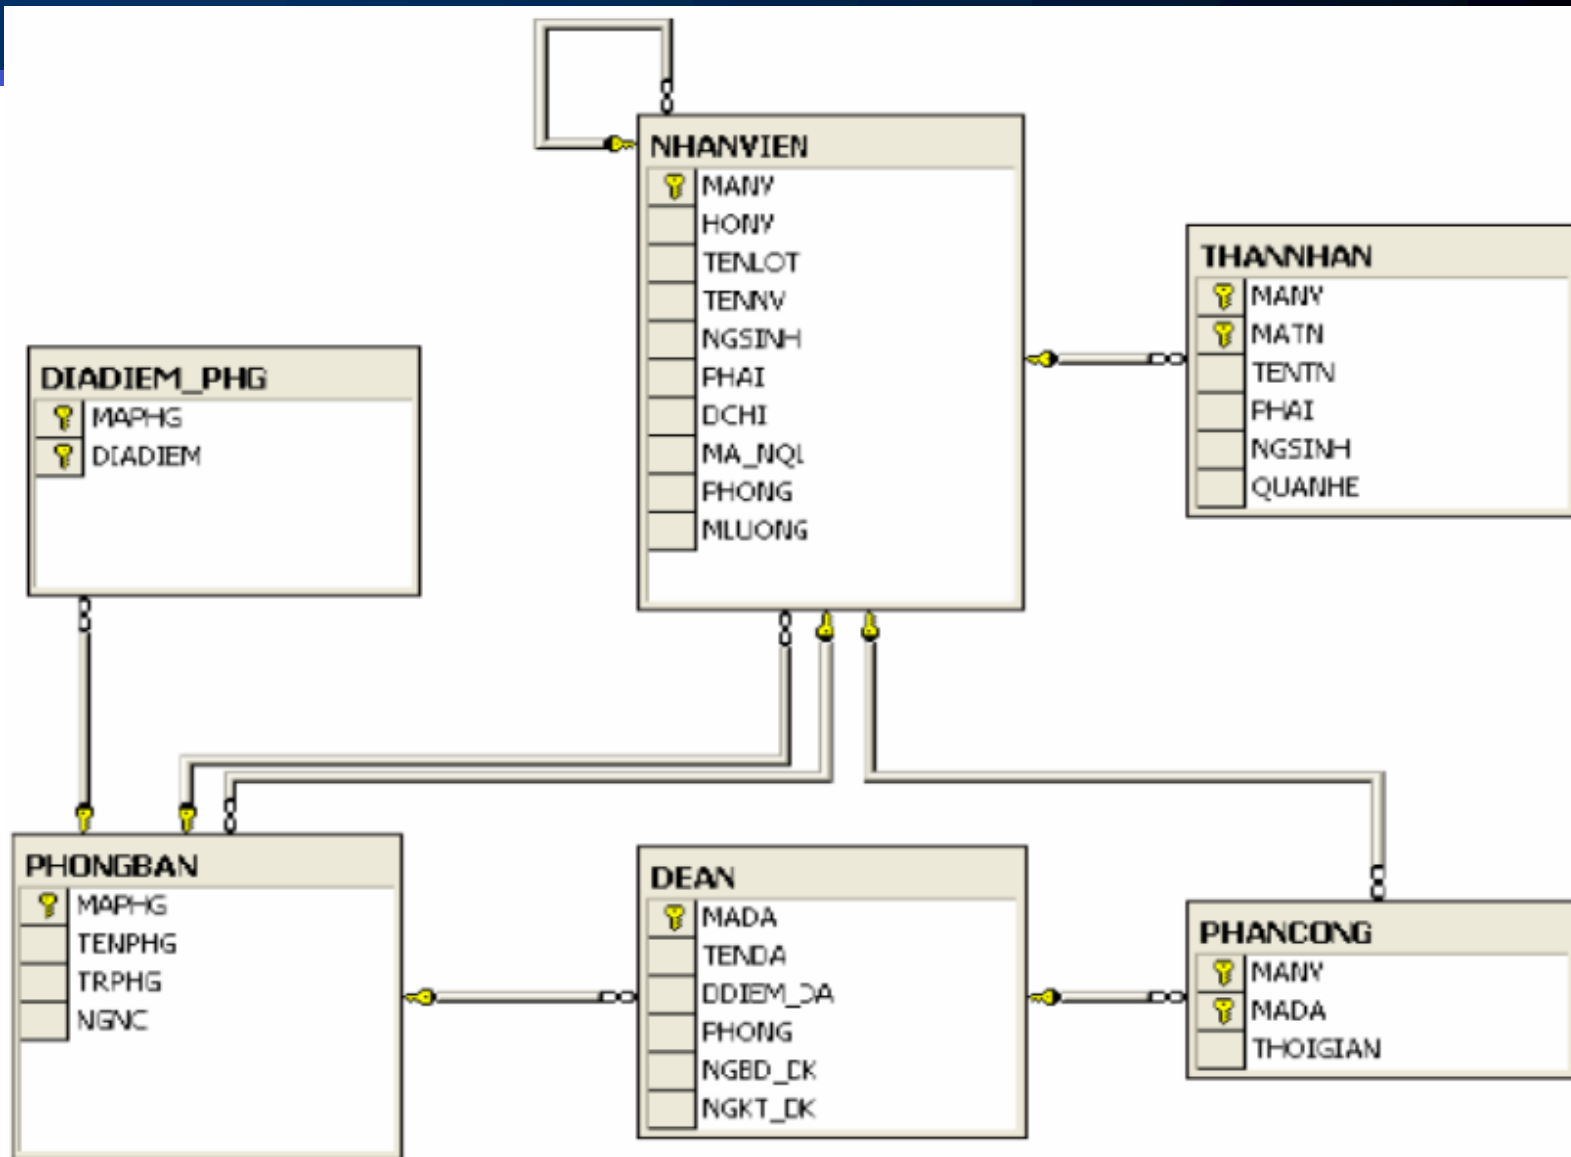 NHANVIEN
MANV
HONV
TENLOT
TENNV
NGSINH
PHAI
DCHI
MA_NQL
PHONG
MLUONG
THANNHAN
MANV
MATN
TENTN
PHAI
NGSINH
QUANHE
DIADIEM_PHG
MAPHG
DIADIEM
PHONGBAN
MAPHG
TENPHG
TRPHG
NGNC
DEAN
MADA
TENDA
DDIEM_DA
PHONG
NGBD_DK
NGKT_DK
PHANCONG
MANV
MADA
THOIGIAN